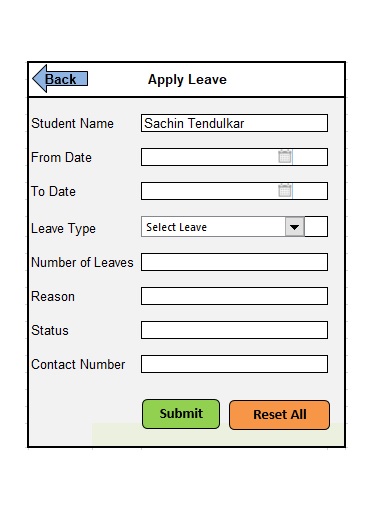 Back Apply Leave
Student Name Sachin Tendulkar
From Date
To Date
Leave Type Select Leave
Number of Leaves
Reason
Status
Contact Number
Submit Reset All